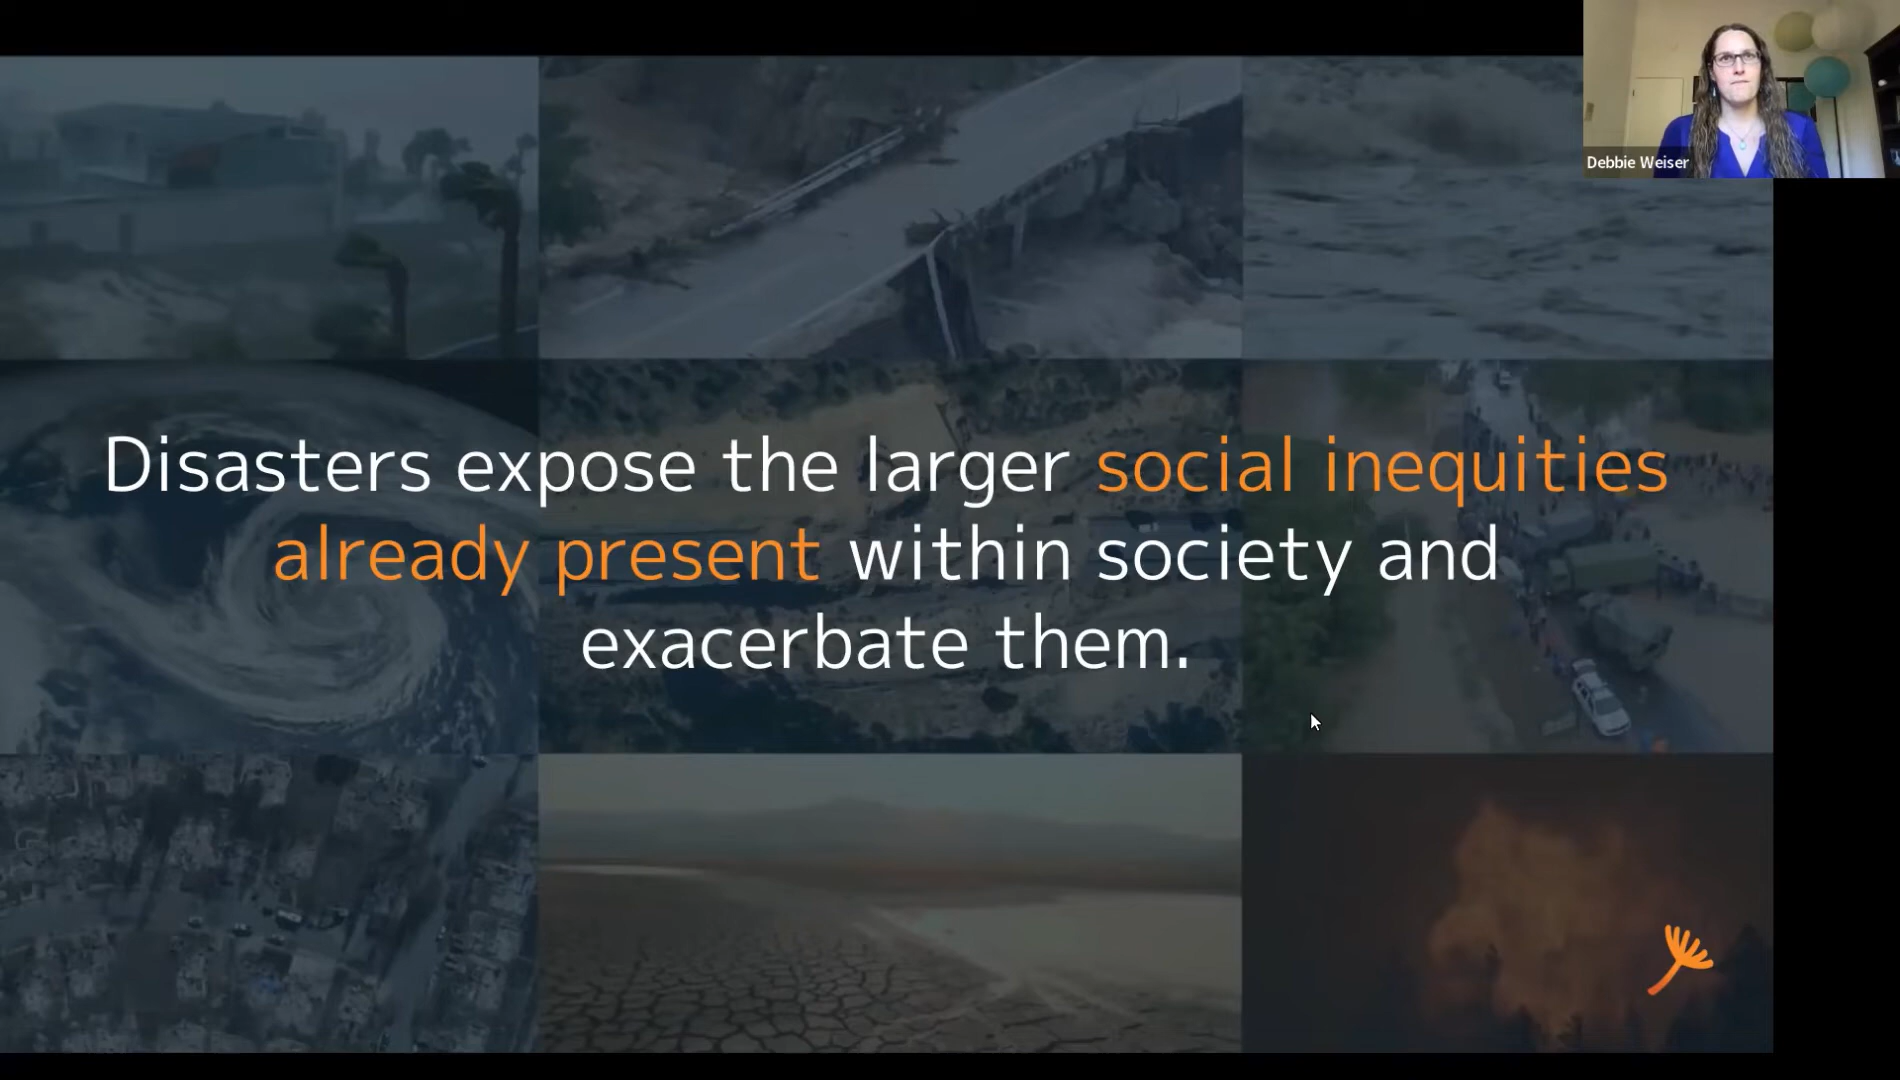 Debbie Weiser
Disasters expose the larger social inequities
already present within society and
exacerbate them.